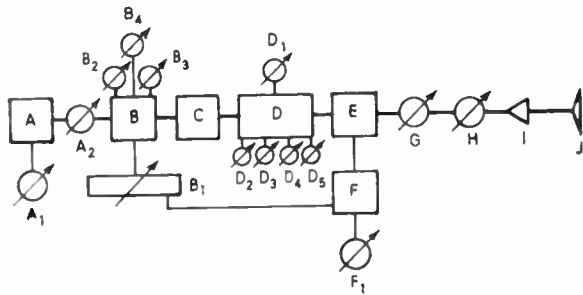 B₄
B₂ B₃ D₁
A A₂ B C D E G H I J
D₂ D₃ D₄ D₅
A₁ B₁ F
F₁